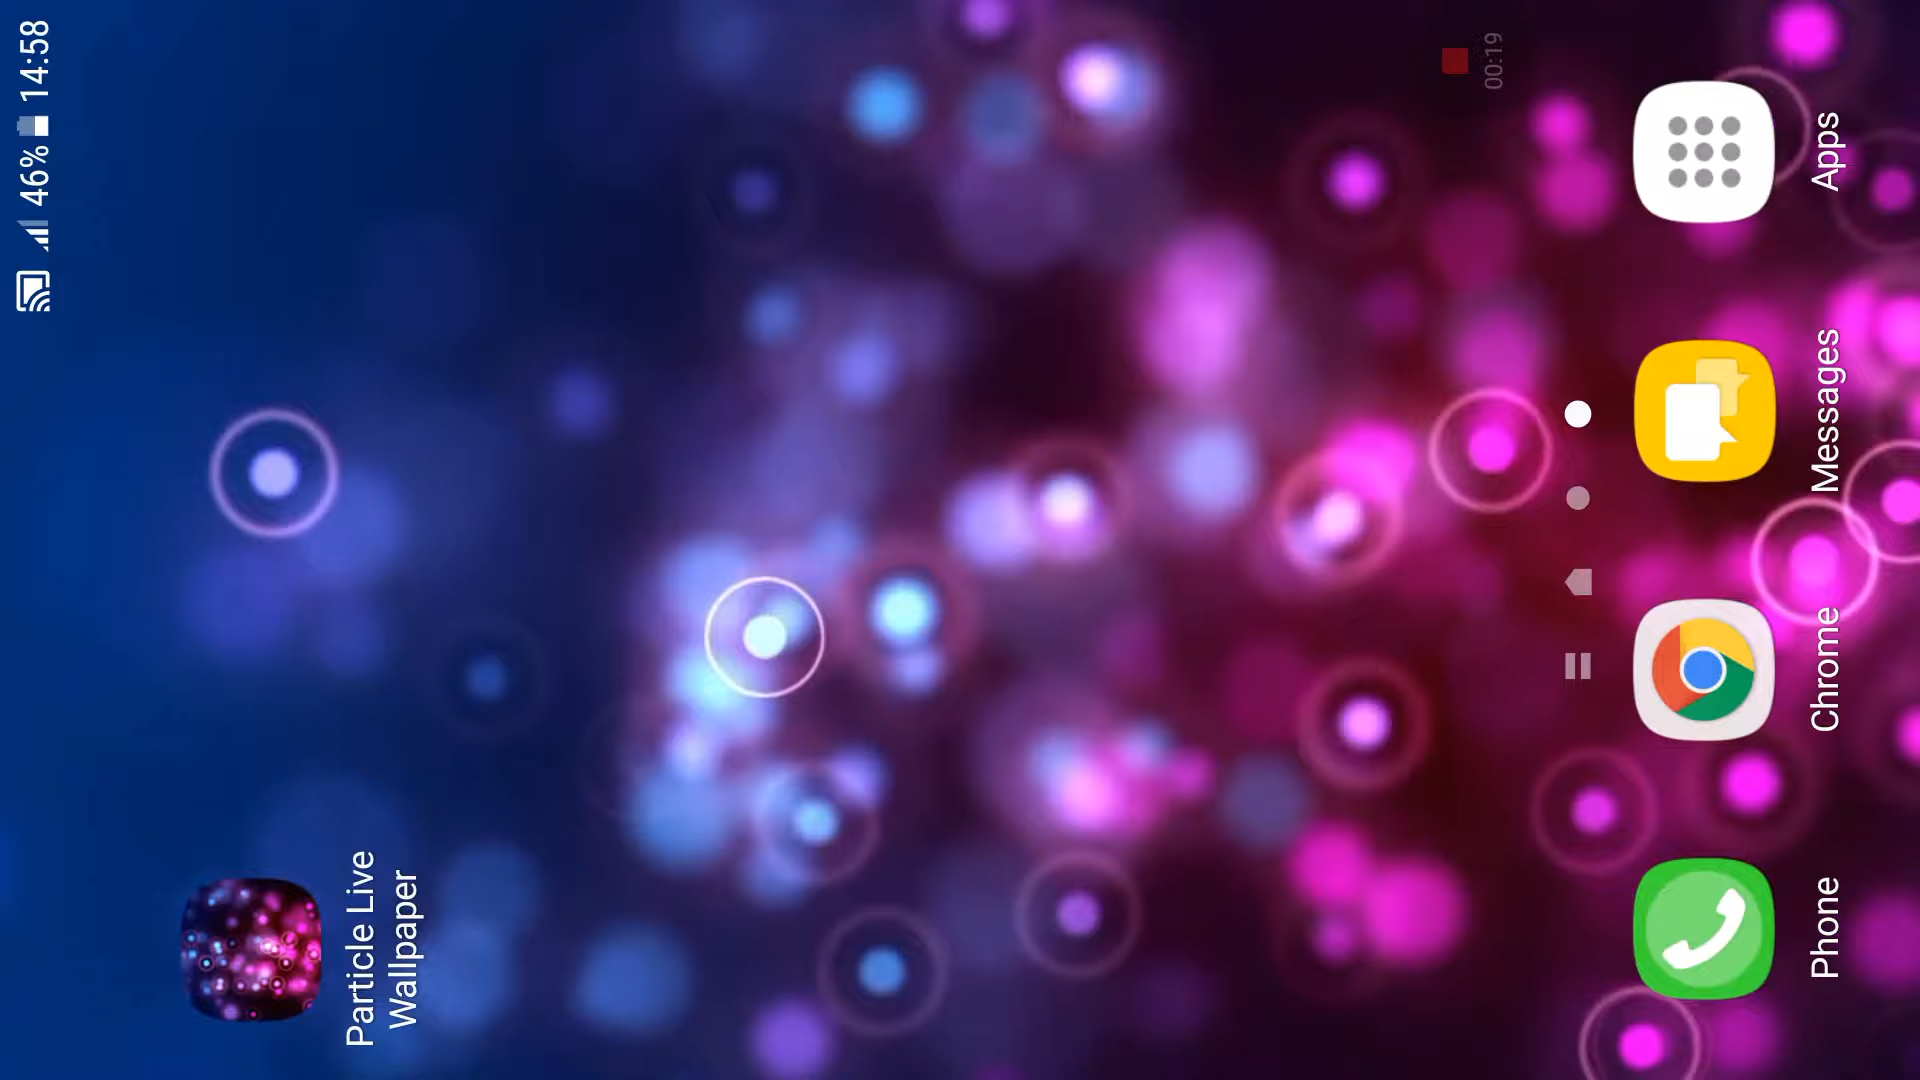 46% 14:58
Particle Live
Wallpaper
00:19
Phone
Chrome
Messages
Apps